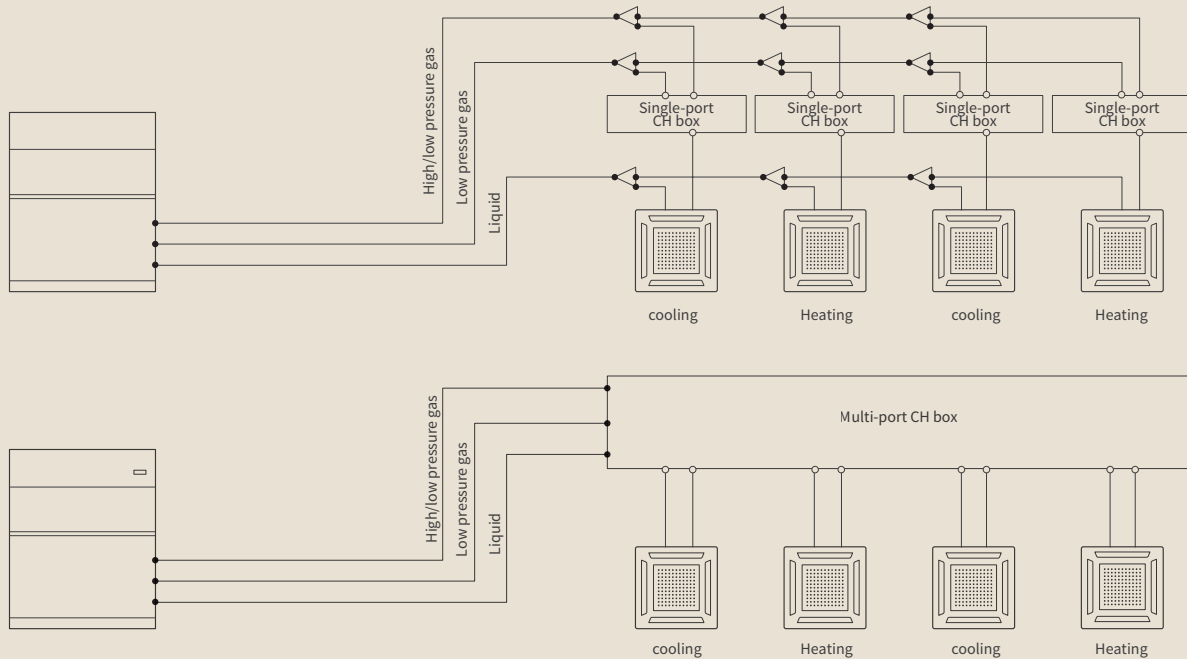 High/low pressure gas
Low pressure gas
Liquid
Single-port
CH box
Single-port
CH box
Single-port
CH box
Single-port
CH box
cooling
Heating
cooling
Heating
High/low pressure gas
Low pressure gas
Liquid
Multi-port CH box
cooling
Heating
cooling
Heating